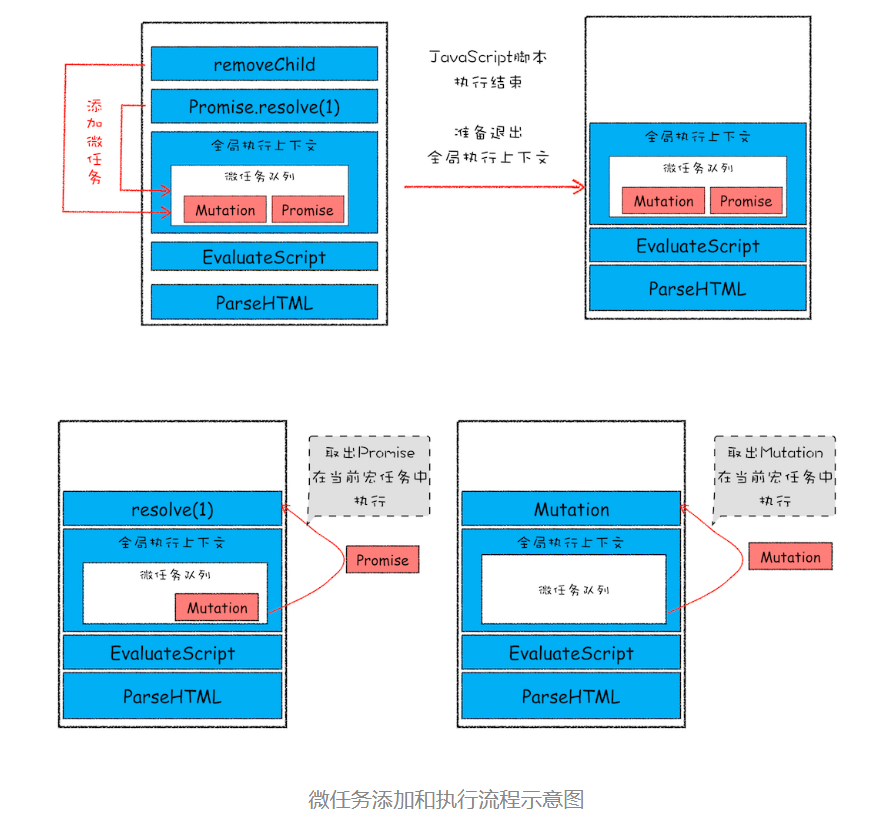 removeChild
Promise.resolve(1)
添加微任务
全局执行上下文
微任务队列
Mutation
Promise
EvaluateScript
ParseHTML
JavaScript脚本
执行结束
准备退出
全局执行上下文
全局执行上下文
微任务队列
Mutation
Promise
EvaluateScript
ParseHTML
取出Promise
在当前宏任务中
执行
resolve(1)
全局执行上下文
微任务队列
Mutation
Promise
EvaluateScript
ParseHTML
取出Mutation
在当前宏任务中
执行
Mutation
全局执行上下文
微任务队列
Mutation
EvaluateScript
ParseHTML
微任务添加和执行流程示意图